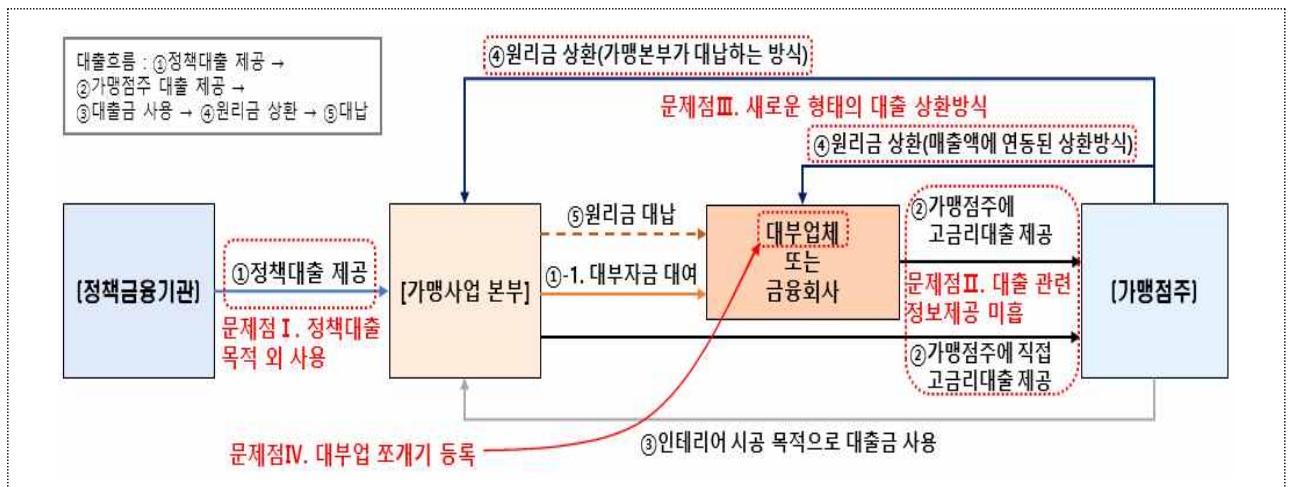 대출흐름 : ①정책대출 제공 →
②가맹점주 대출 제공 →
③대출금 사용 → ④원리금 상환 → ⑤대납
④원리금 상환(가맹본부가 대납하는 방식)
문제점Ⅲ. 새로운 형태의 대출 상환방식
④원리금 상환(매출액에 연동된 상환방식)
[정책금융기관]
①정책대출 제공
문제점Ⅰ. 정책대출
목적 외 사용
[가맹사업 본부]
⑤원리금 대납
①-1. 대부자금 대여
대부업체
또는
금융회사
②가맹점주에
고금리대출 제공
문제점Ⅱ. 대출 관련
정보제공 미흡
②가맹점주에 직접
고금리대출 제공
[가맹점주]
문제점Ⅳ. 대부업 쪼개기 등록
③인테리어 시공 목적으로 대출금 사용